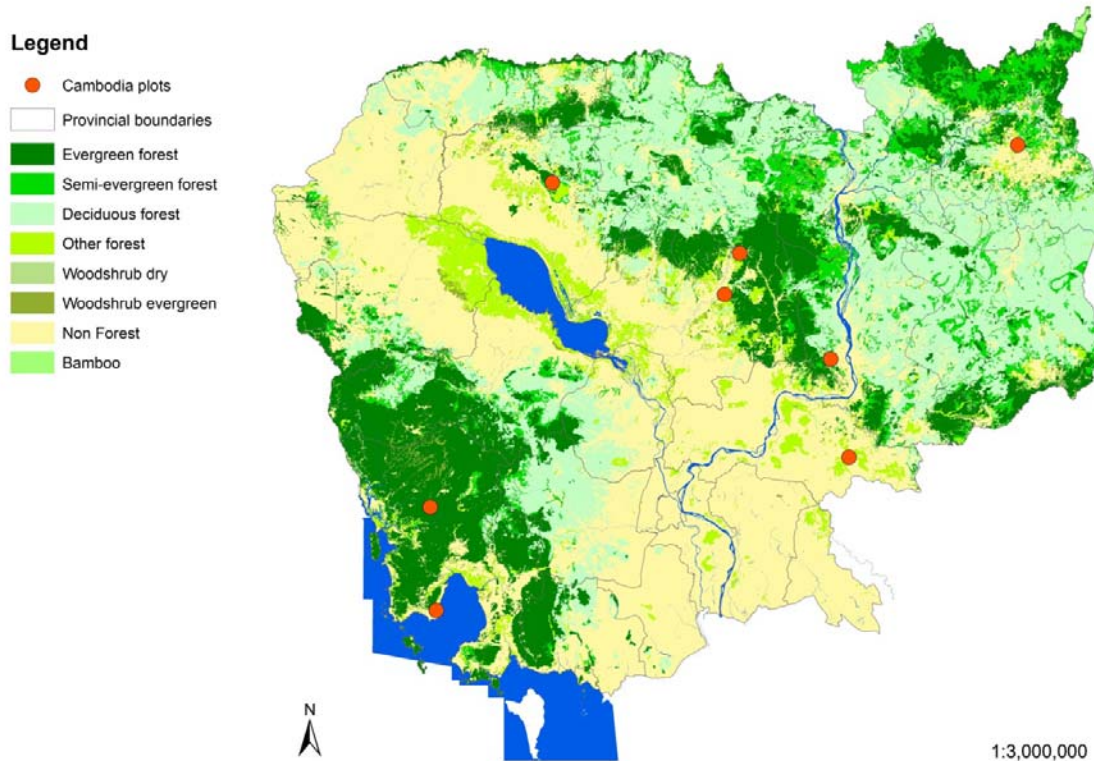 Legend
Cambodia plots
Provincial boundaries
Evergreen forest
Semi-evergreen forest
Deciduous forest
Other forest
Woodshrub dry
Woodshrub evergreen
Non Forest
Bamboo
N
1:3,000,000